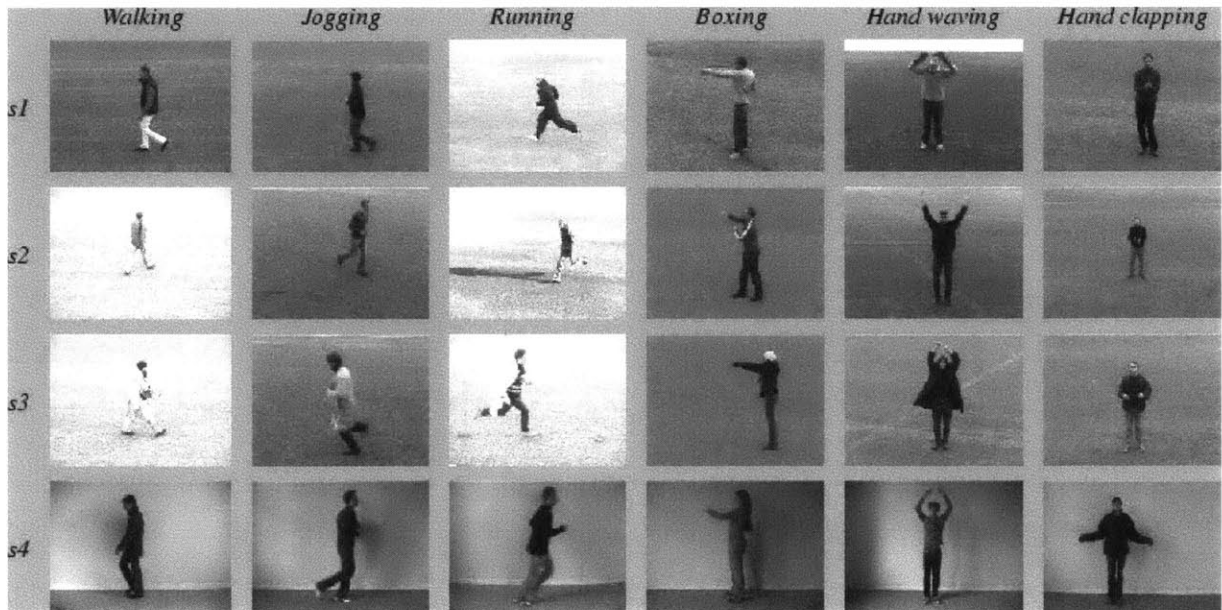 Walking Jogging Running Boxing Hand waving Hand clapping
s1
s2
s3
s4